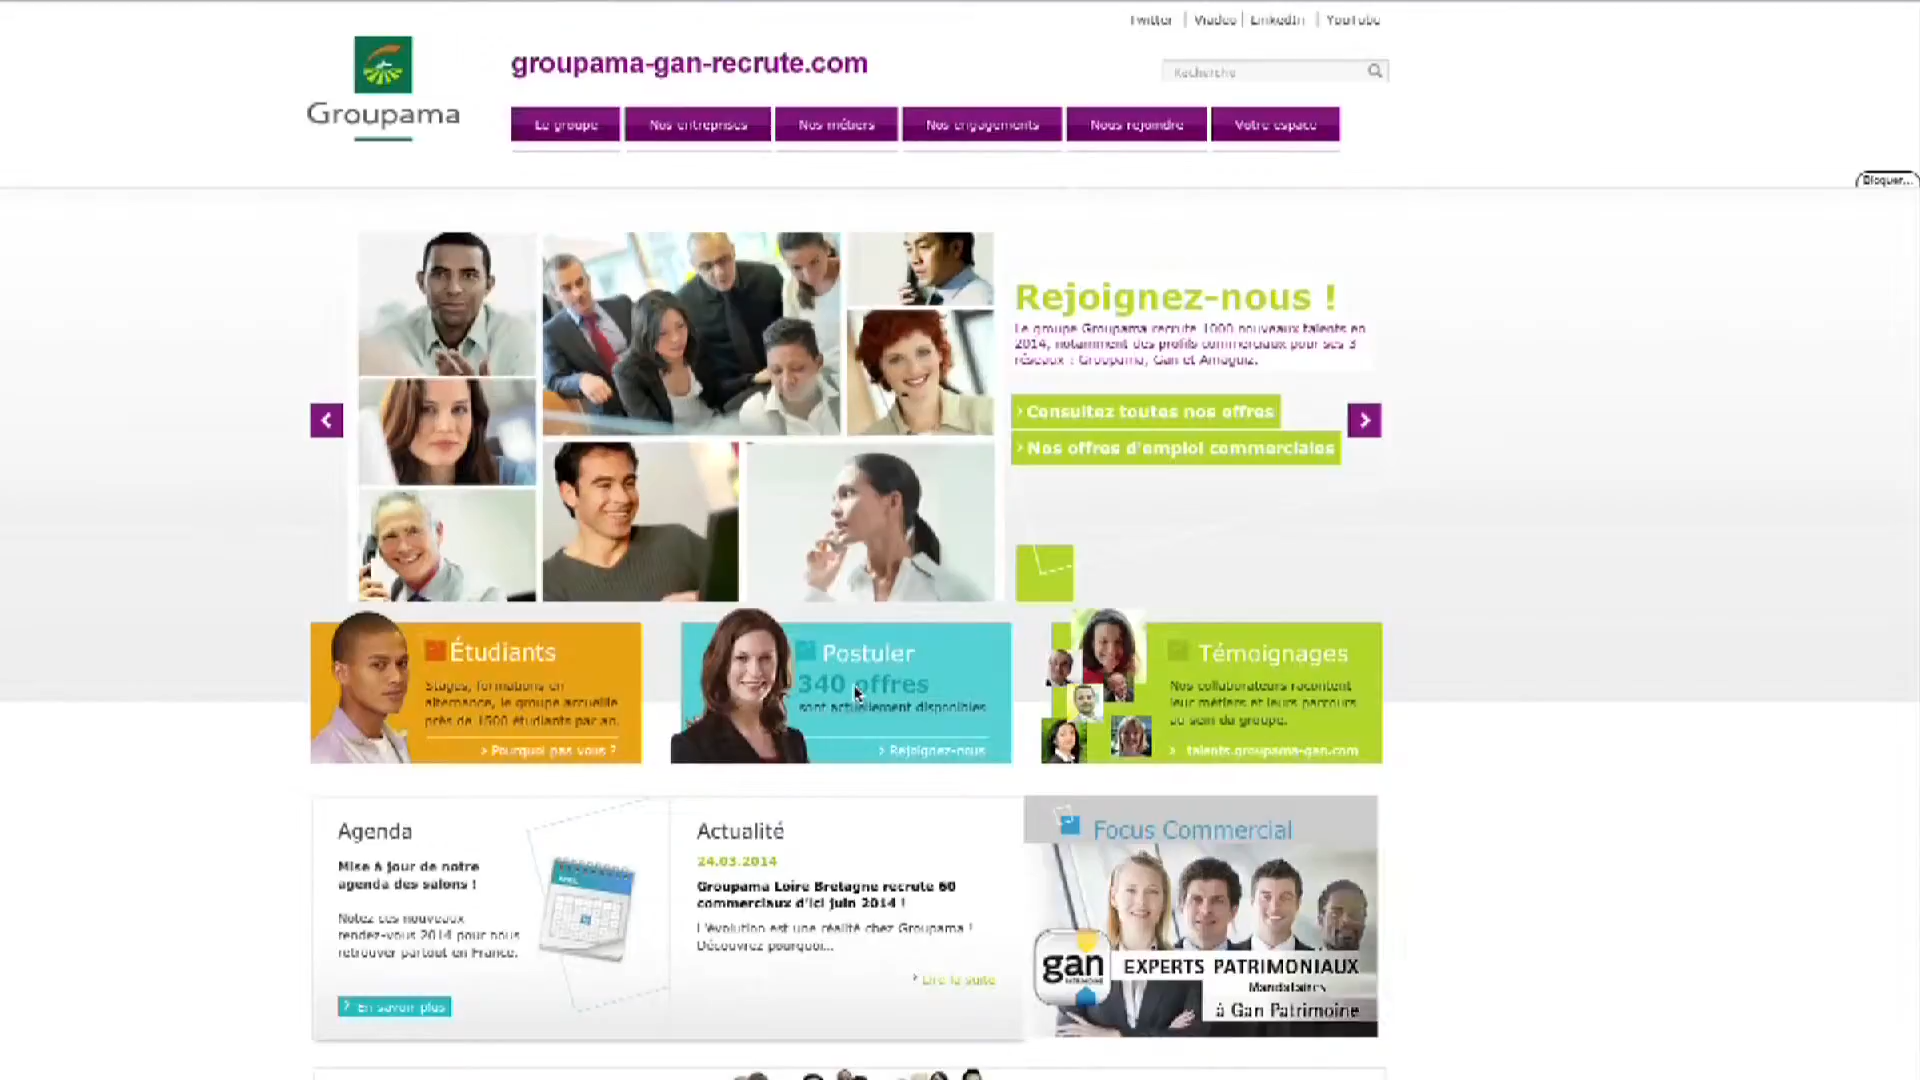 Twitter | Viadeo | LinkedIn | YouTube
groupama-gan-recrute.com
Recherche
Groupama
Le groupe
Nos entreprises
Nos métiers
Nos engagements
Nous rejoindre
Votre espace
Bloquer...
Rejoignez-nous !
Le groupe Groupama recrute 1000 nouveaux talents en
2014, notamment des profils commerciaux pour ses 3
réseaux : Groupama, Gan et Amaguiz.
› Consultez toutes nos offres
› Nos offres d'emploi commerciales
Étudiants
Stages, formations en
alternance, le groupe accueille
près de 1500 étudiants par an.
> Pourquoi pas vous ?
Postuler
340 offres
sont actuellement disponibles
> Rejoignez-nous
Témoignages
Nos collaborateurs racontent
leur métiers et leurs parcours
au sein du groupe.
> talents.groupama-gan.com
Agenda
Mise à jour de notre
agenda des salons !
Notez ces nouveaux
rendez-vous 2014 pour nous
retrouver partout en France.
> En savoir plus
Actualité
24.03.2014
Groupama Loire Bretagne recrute 60
commerciaux d'ici juin 2014 !
L'évolution est une réalité chez Groupama !
Découvrez pourquoi...
> Lire la suite
Focus Commercial
gan
PATRIMOINE
EXPERTS PATRIMONIAUX
Mandataires
à Gan Patrimoine